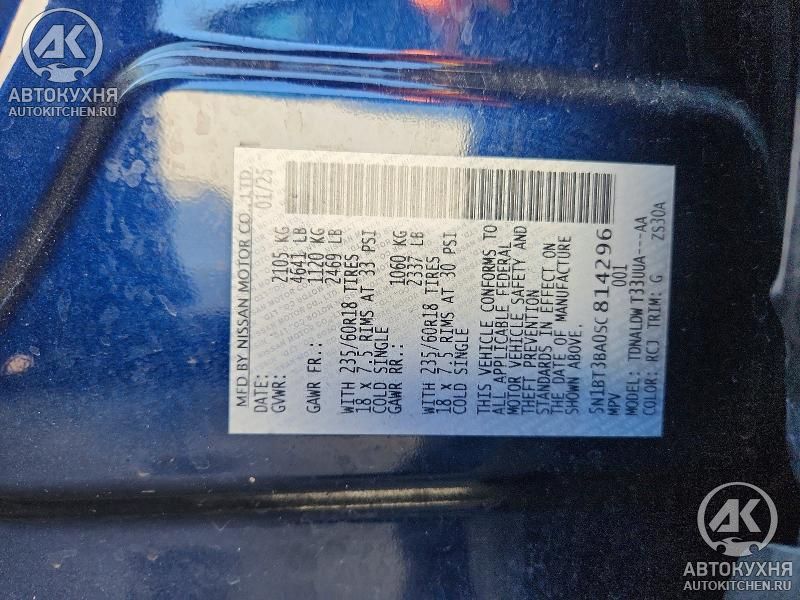 АК
АВТОКУХНЯ
AUTOKITCHEN.RU
MFD BY NISSAN MOTOR CO.,LTD
DATE: 01/25
GVWR: 2105 KG
4641 LB
GAWR FR.: 1120 KG
2469 LB
WITH 235/60R18 TIRES
18 X 7.5 RIMS AT 33 PSI
COLD SINGLE
GAWR RR.: 1060 KG
2337 LB
WITH 235/60R18 TIRES
18 X 7.5 RIMS AT 30 PSI
COLD SINGLE
THIS VEHICLE CONFORMS TO
ALL APPLICABLE FEDERAL
MOTOR VEHICLE SAFETY AND
THEFT PREVENTION
STANDARDS IN EFFECT ON
THE DATE OF MANUFACTURE
SHOWN ABOVE.
5N1BT3BA0SC814296
MPV 001
MODEL: TDNALDW T33UUA----AA
COLOR: RCJ TRIM: G ZS30A
АК
АВТОКУХНЯ
AUTOKITCHEN.RU